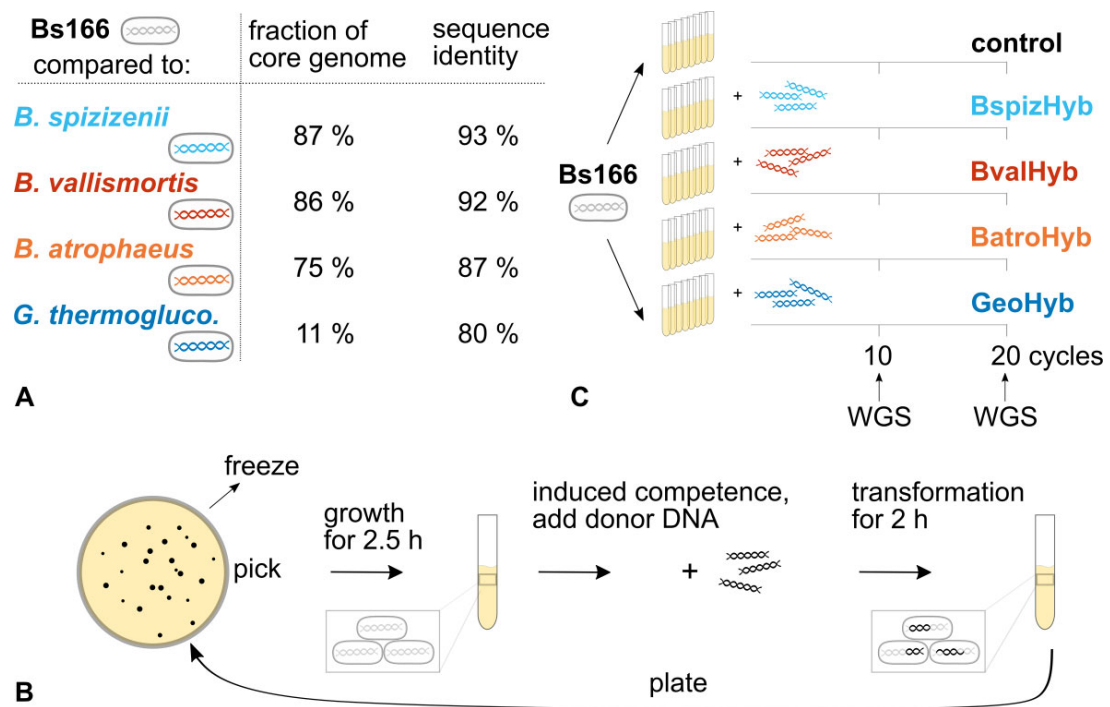 Bs166
compared to:
fraction of
core genome
sequence
identity
B. spizizenii
87 %
93 %
B. vallismortis
86 %
92 %
B. atrophaeus
75 %
87 %
G. thermogluco.
11 %
80 %
A
Bs166
control
+
BspizHyb
+
BvalHyb
+
BatroHyb
+
GeoHyb
10
20 cycles
WGS
WGS
C
freeze
pick
growth
for 2.5 h
induced competence,
add donor DNA
+
transformation
for 2 h
plate
B